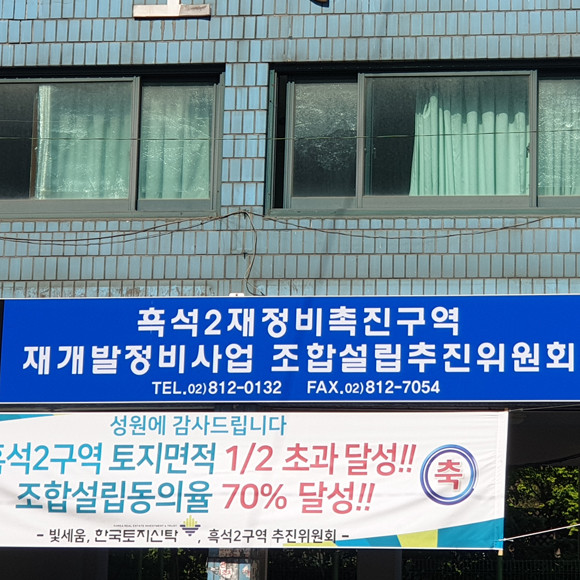 흑석2재정비촉진구역
재개발정비사업 조합설립추진위원회
TEL.02)812-0132 FAX.02)812-7054
성원에 감사드립니다
흑석2구역 토지면적 1/2 초과 달성!!
조합설립동의율 70% 달성!!
축
- 빛세움, 한국토지신탁, 흑석2구역 추진위원회 -